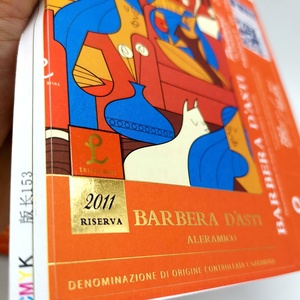 2011
RISERVA
BARBERA D'ASTI
ALERAMICO
DENOMINAZIONE DI ORIGINE CONTROLLATA E GARANTITA
BARBERA D'ASTI
CMYK 版长153